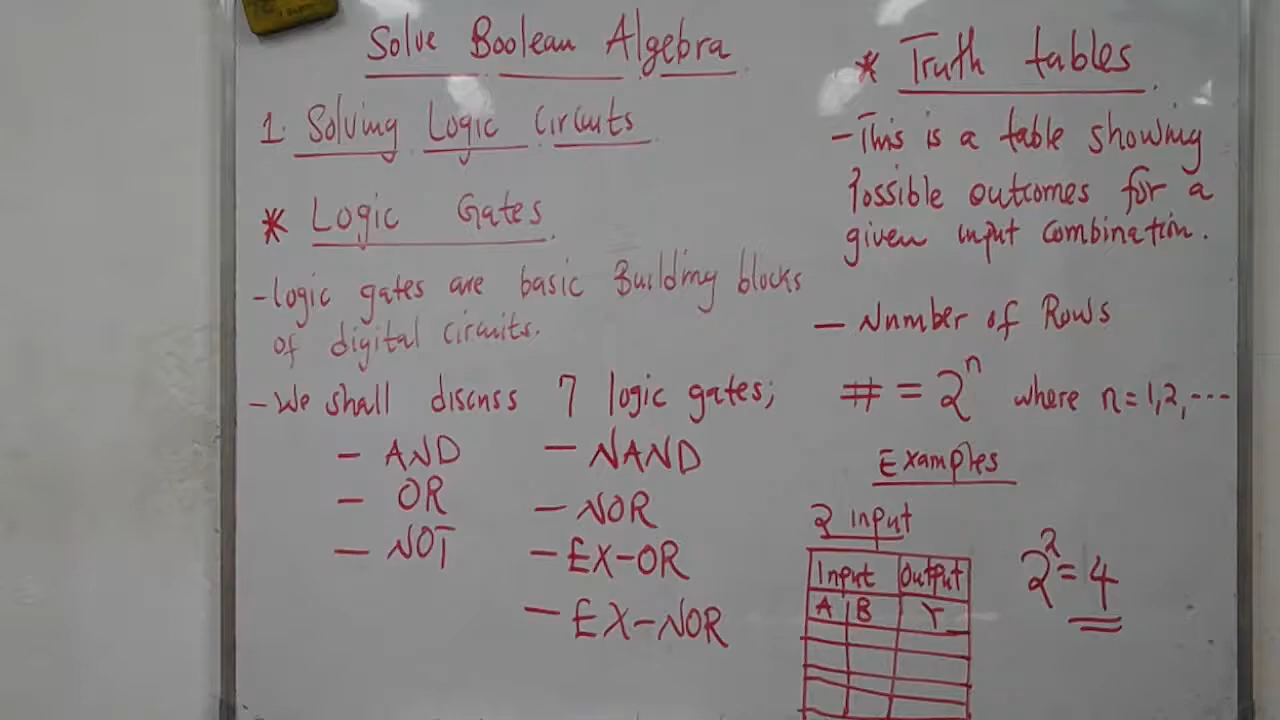 Solve Boolean Algebra
1. Solving Logic Circuits
* Logic Gates
- Logic gates are basic Building blocks
of digital circuits.
- We shall discuss 7 logic gates;
- AND
- OR
- NOT
- NAND
- NOR
- EX-OR
- EX-NOR
* Truth tables
- This is a table showing
Possible outcomes for a
given input combination.
- Number of Rows
# = 2^n where n=1,2,...
Examples
2 input
Input Output
A B Y
2^2 = 4